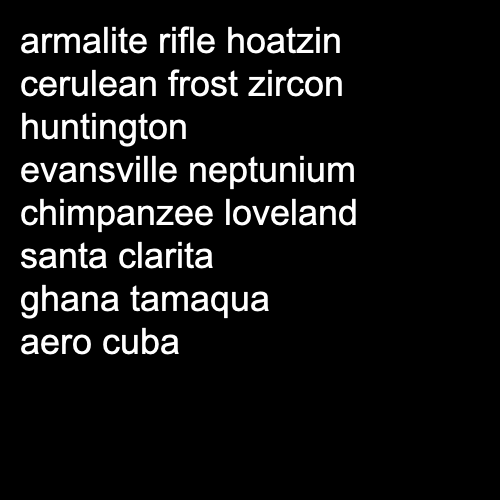 armalite rifle hoatzin
cerulean frost zircon
huntington
evansville neptunium
chimpanzee loveland
santa clarita
ghana tamaqua
aero cuba